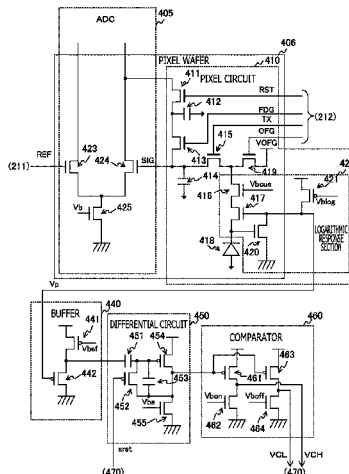 ADC
405
406
PIXEL WAFER
410
PIXEL CIRCUIT
411
RST
412
FDG
TX
(212)
415
OFG
423
424
VOFG
REF
SIG
413
419
(211)
414
421
42
416
417
Vblog
Vb
425
418
420
LOGARITHMIC
RESPONSE
SECTION
Vp
BUFFER
440
441
442
DIFFERENTIAL CIRCUIT
450
451
454
453
452
455
xrst
(470)
COMPARATOR
460
463
461
Vbon
Vboff
462
464
VCL
VCH
(470)